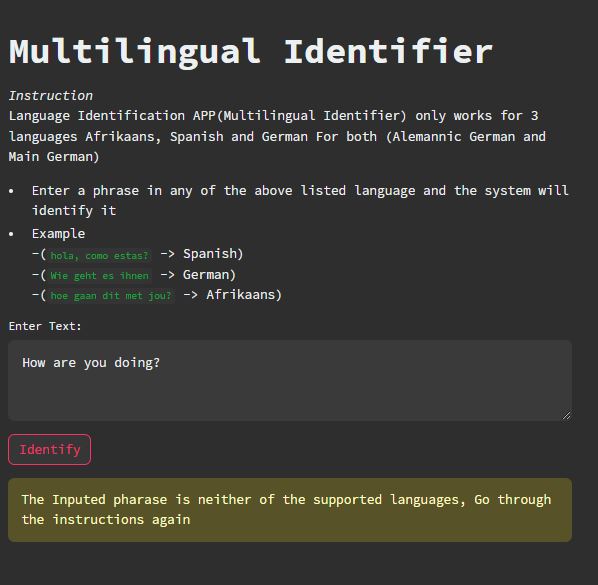 Multilingual Identifier
Instruction
Language Identification APP(Multilingual Identifier) only works for 3
languages Afrikaans, Spanish and German For both (Alemannic German and
Main German)
• Enter a phrase in any of the above listed language and the system will
identify it
• Example
-(hola, como estas? -> Spanish)
-(Wie geht es ihnen -> German)
-(hoe gaan dit met jou? -> Afrikaans)
Enter Text:
How are you doing?
Identify
The Inputed pharase is neither of the supported languages, Go through
the instructions again